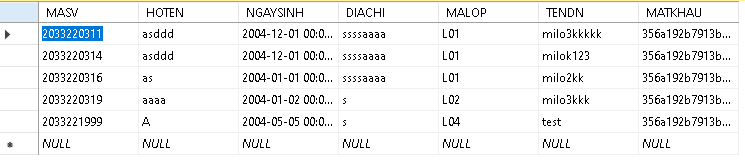 MASV HOTEN NGAYSINH DIACHI MALOP TENDN MATKHAU
2033220311 asddd 2004-12-01 00:0... ssssaaaa L01 milo3kkkkk 356a192b7913b...
2033220314 asddd 2004-12-01 00:0... ssssaaaa L01 milok123 356a192b7913b...
2033220316 as 2004-01-01 00:0... ssssaaaa L01 milo2kk 356a192b7913b...
2033220319 aaaa 2004-01-02 00:0... s L02 milo3kkk 356a192b7913b...
2033221999 A 2004-05-05 00:0... s L04 test 356a192b7913b...
NULL NULL NULL NULL NULL NULL NULL